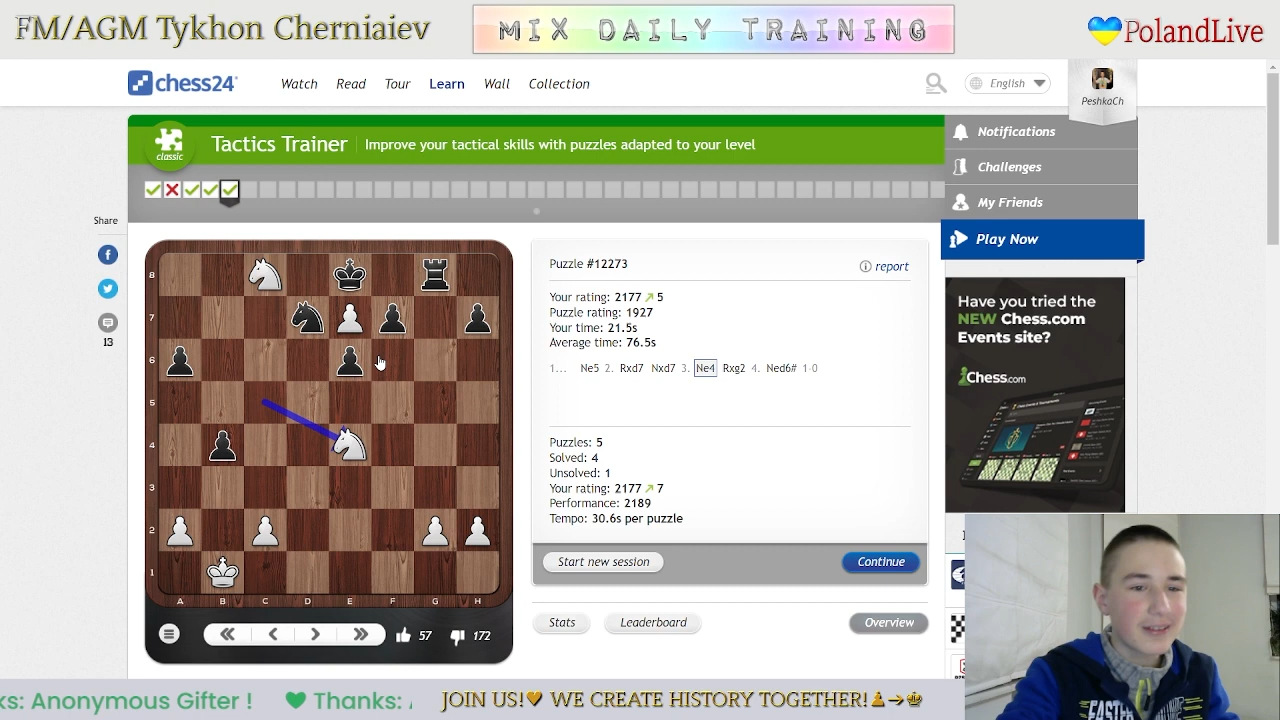 FM/AGM Tykhon Cherniaiev
MIX DAILY TRAINING
PolandLive
chess24
Watch Read Tour Learn Wall Collection
English
PeshkaCh
classic
Tactics Trainer
Improve your tactical skills with puzzles adapted to your level
Notifications
Challenges
My Friends
Play Now
Share
13
8
7
6
5
4
3
2
1
A B C D E F G H
57 172
Puzzle #12273
report
Your rating: 2177 5
Puzzle rating: 1927
Your time: 21.5s
Average time: 76.5s
1... Ne5 2. Rxd7 Nxd7 3. Ne4 Rxg2 4. Ned6# 1-0
Puzzles: 5
Solved: 4
Unsolved: 1
Your rating: 2177 7
Performance: 2189
Tempo: 30.6s per puzzle
Start new session
Continue
Stats
Leaderboard
Overview
Have you tried the
NEW Chess.com
Events site?
Chess.com
ks: Anonymous Gifter !
Thanks:
JOIN US! WE CREATE HISTORY TOGETHER!